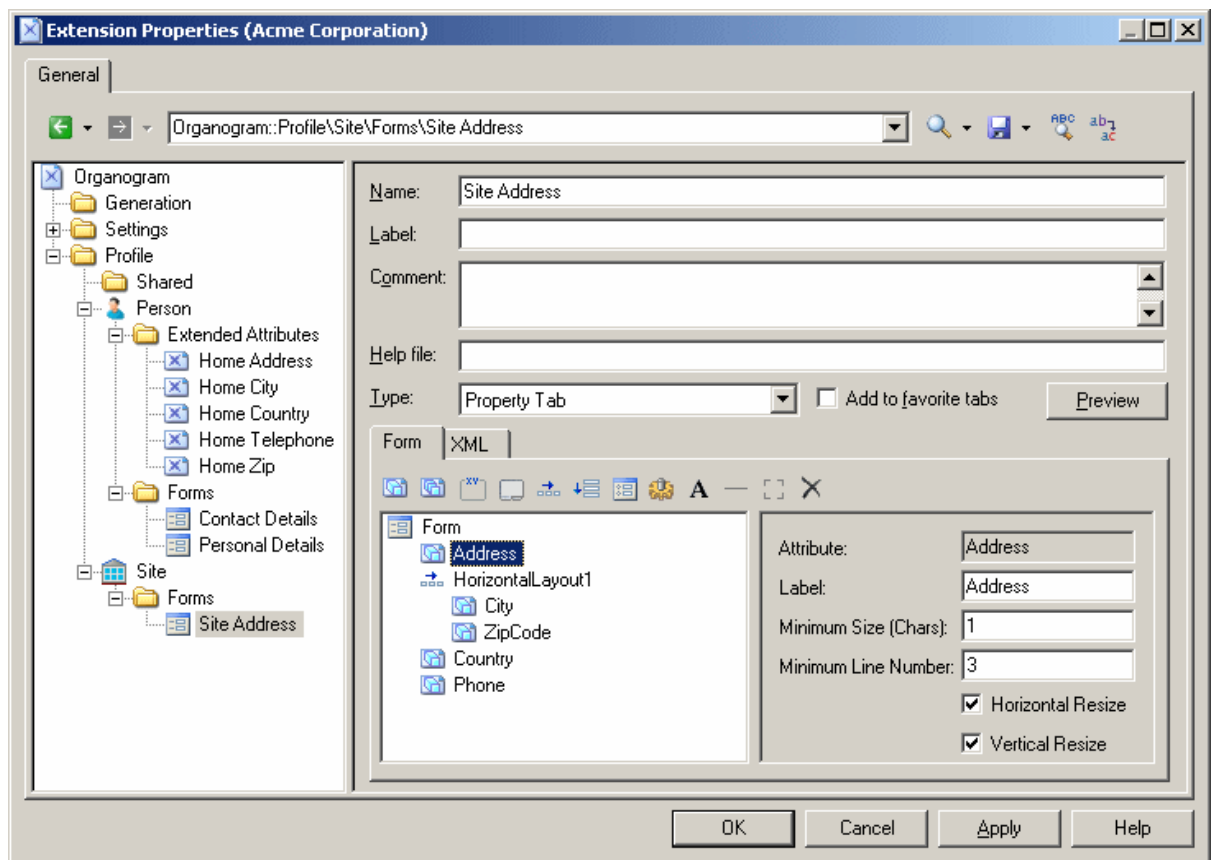 Extension Properties (Acme Corporation)
General
Organogram::Profile\Site\Forms\Site Address
ABC
ab
ac
Organogram
Generation
Settings
Profile
Shared
Person
Extended Attributes
Home Address
Home City
Home Country
Home Telephone
Home Zip
Forms
Contact Details
Personal Details
Site
Forms
Site Address
Name: Site Address
Label:
Comment:
Help file:
Type: Property Tab Add to favorite tabs Preview
Form XML
XY A
Form
Address
HorizontalLayout1
City
ZipCode
Country
Phone
Attribute: Address
Label: Address
Minimum Size (Chars): 1
Minimum Line Number: 3
Horizontal Resize
Vertical Resize
OK Cancel Apply Help